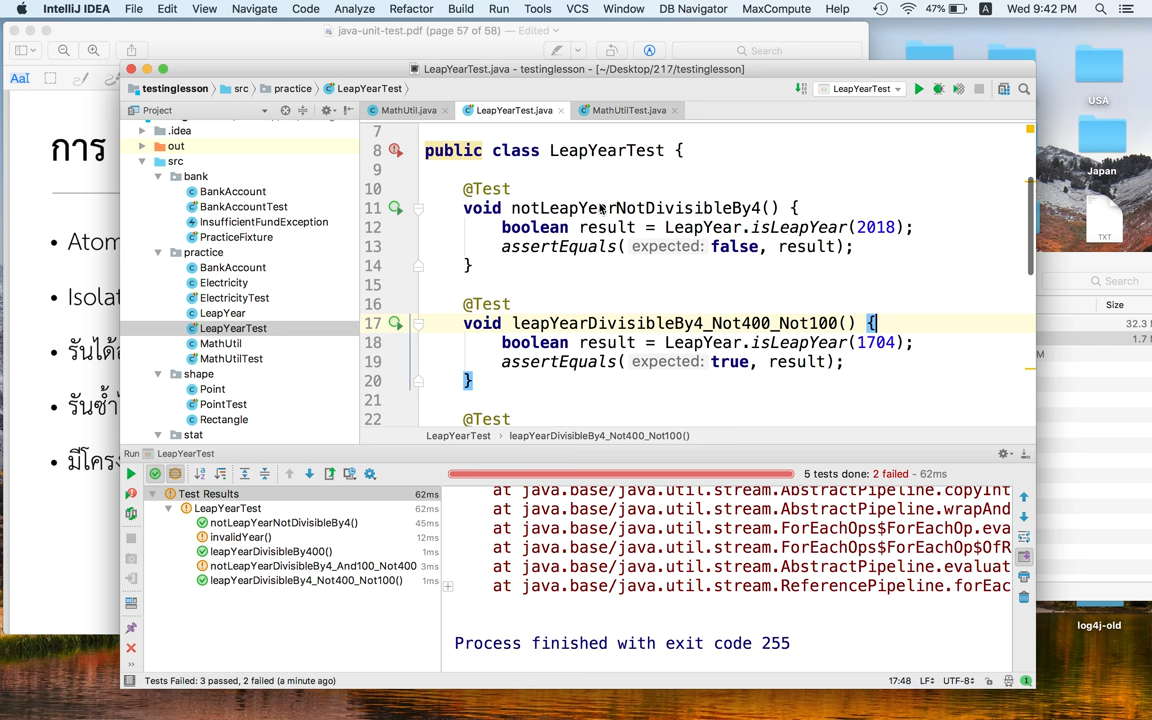 IntelliJ IDEA File Edit View Navigate Code Analyze Refactor Build Run Tools VCS Window DB Navigator MaxCompute Help 47% A Wed 9:42 PM
java-unit-test.pdf (page 57 of 58) — Edited
Search
LeapYearTest.java - testinglesson - [~/Desktop/217/testinglesson]
testinglesson src practice LeapYearTest
LeapYearTest
Project
MathUtil.java LeapYearTest.java MathUtilTest.java
.idea
out
src
bank
BankAccount
BankAccountTest
InsufficientFundException
PracticeFixture
practice
BankAccount
Electricity
ElectricityTest
LeapYear
LeapYearTest
MathUtil
MathUtilTest
shape
Point
PointTest
Rectangle
stat
7
8 public class LeapYearTest {
9
10 @Test
11 void notLeapYearNotDivisibleBy4() {
12 boolean result = LeapYear.isLeapYear(2018);
13 assertEquals( expected: false, result);
14 }
15
16 @Test
17 void leapYearDivisibleBy4_Not400_Not100() {
18 boolean result = LeapYear.isLeapYear(1704);
19 assertEquals( expected: true, result);
20 }
21
22 @Test
LeapYearTest › leapYearDivisibleBy4_Not400_Not100()
การ
• Atom
• Isolat
• รันได้
• รันซ้ำ
• มีโครง
USA
Japan
TXT
Search
Size
32.3
1.7
M
log4j-old
Run LeapYearTest
5 tests done: 2 failed - 62ms
Test Results 62ms
LeapYearTest 62ms
notLeapYearNotDivisibleBy4() 45ms
invalidYear() 12ms
leapYearDivisibleBy400() 1ms
notLeapYearDivisibleBy4_And100_Not400 3ms
leapYearDivisibleBy4_Not400_Not100() 1ms
at java.base/java.util.stream.AbstractPipeline.copyInt
at java.base/java.util.stream.AbstractPipeline.wrapAnd
at java.base/java.util.stream.ForEachOps$ForEachOp.eva
at java.base/java.util.stream.ForEachOps$ForEachOp$OfR
at java.base/java.util.stream.AbstractPipeline.evaluat
at java.base/java.util.stream.ReferencePipeline.forEac
Process finished with exit code 255
Tests Failed: 3 passed, 2 failed (a minute ago)
17:48 LF÷ UTF-8÷ 1